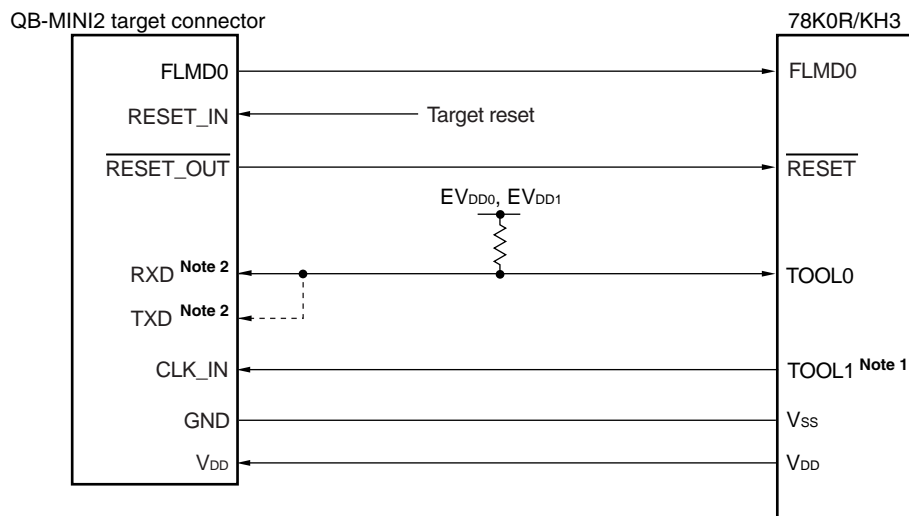 QB-MINI2 target connector
78K0R/KH3
FLMD0
FLMD0
RESET_IN
Target reset
RESET_OUT
RESET
EVDD0, EVDD1
RXD Note 2
TOOL0
TXD Note 2
CLK_IN
TOOL1 Note 1
GND
VSS
VDD
VDD